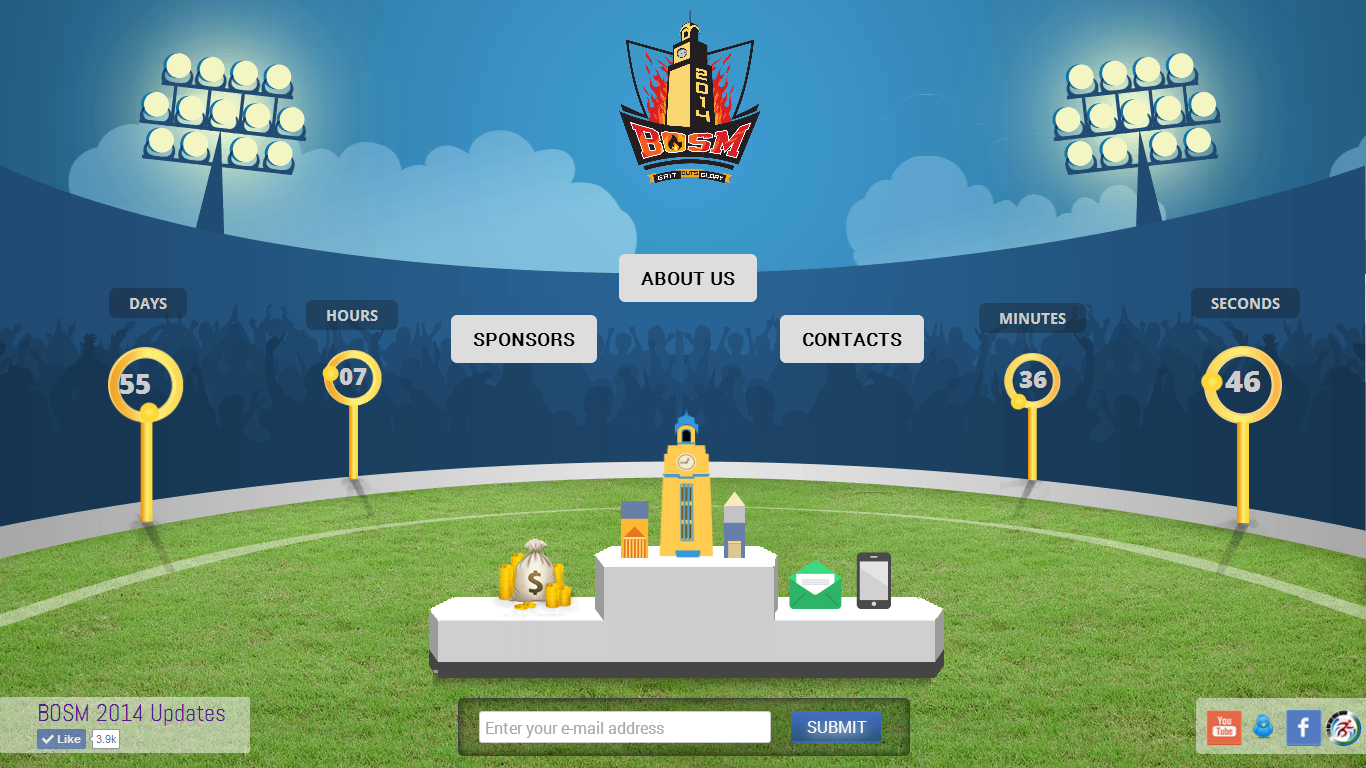 2014
BOSM
GRIT GUTS GLORY
ABOUT US
SPONSORS
CONTACTS
DAYS
HOURS
MINUTES
SECONDS
55
07
36
46
$
BOSM 2014 Updates
Like 3.9k
Enter your e-mail address
SUBMIT
You
Tube
f